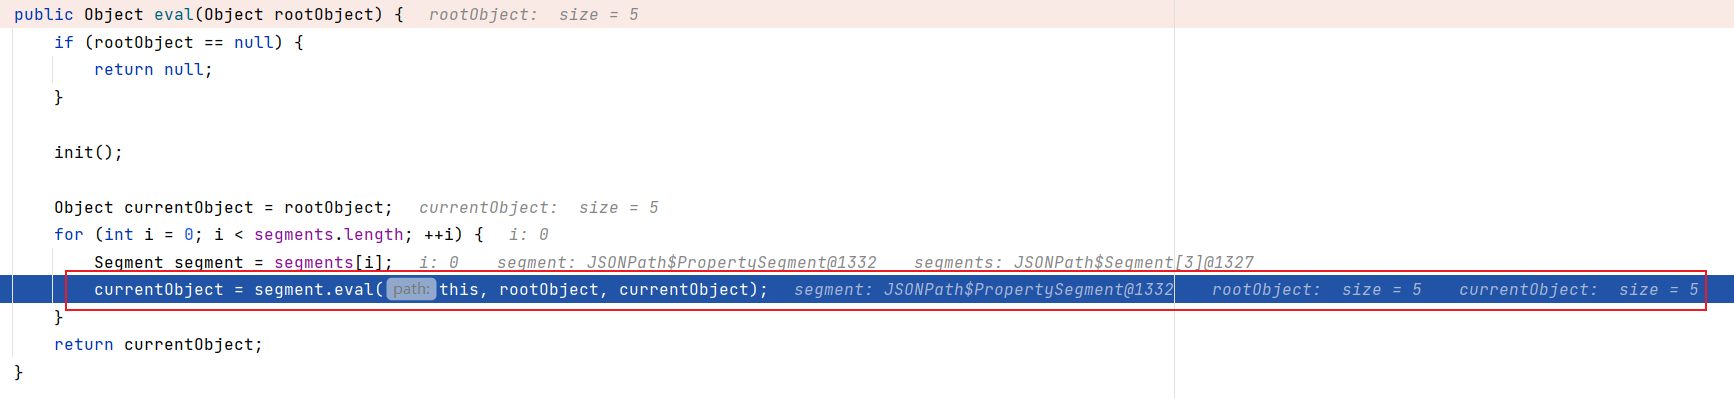 public Object eval(Object rootObject) {   rootObject:  size = 5
    if (rootObject == null) {
        return null;
    }
    init();
    Object currentObject = rootObject;   currentObject:  size = 5
    for (int i = 0; i < segments.length; ++i) {   i: 0
        Segment segment = segments[i];   i: 0    segment: JSONPath$PropertySegment@1332    segments: JSONPath$Segment[3]@1327
        currentObject = segment.eval( path: this, rootObject, currentObject);   segment: JSONPath$PropertySegment@1332    rootObject:  size = 5    currentObject:  size = 5
    }
    return currentObject;
}